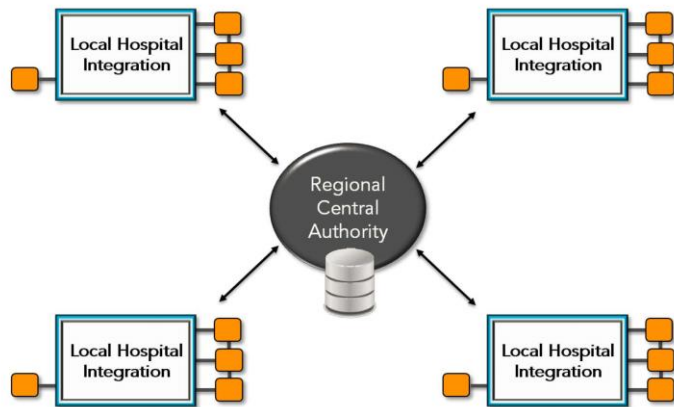 Local Hospital
Integration
Local Hospital
Integration
Regional
Central
Authority
Local Hospital
Integration
Local Hospital
Integration